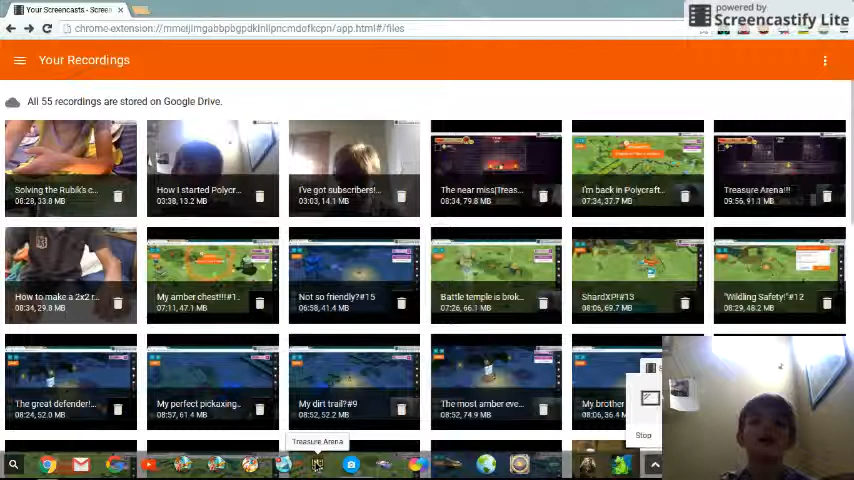 Your Screencasts - Screen
powered by
Screencastify Lite
chrome-extension://mmeijimgabbpbgpdklnllpncmdofkcpn/app.html#/files
Your Recordings
All 55 recordings are stored on Google Drive.
Solving the Rubik's c...
08:28, 33.8 MB
How I started Polycr...
03:38, 13.2 MB
I've got subscribers!...
03:03, 14.1 MB
The near miss(Treas...
08:34, 79.8 MB
I'm back in Polycraft...
07:34, 37.7 MB
Treasure Arena!!!
09:56, 91.1 MB
How to make a 2x2 r...
08:34, 29.8 MB
My amber chest!!!#1...
07:11, 47.1 MB
Not so friendly?#15
06:58, 41.4 MB
Battle temple is brok...
07:26, 66.1 MB
ShardXP!#13
08:06, 69.7 MB
"Wildling Safety!"#12
08:29, 48.2 MB
The great defender!...
08:24, 52.0 MB
My perfect pickaxing...
08:57, 61.4 MB
My dirt trail?#9
08:52, 52.2 MB
The most amber eve...
08:52, 74.9 MB
My brother
08:06, 36.4 M
Stop
Treasure Arena